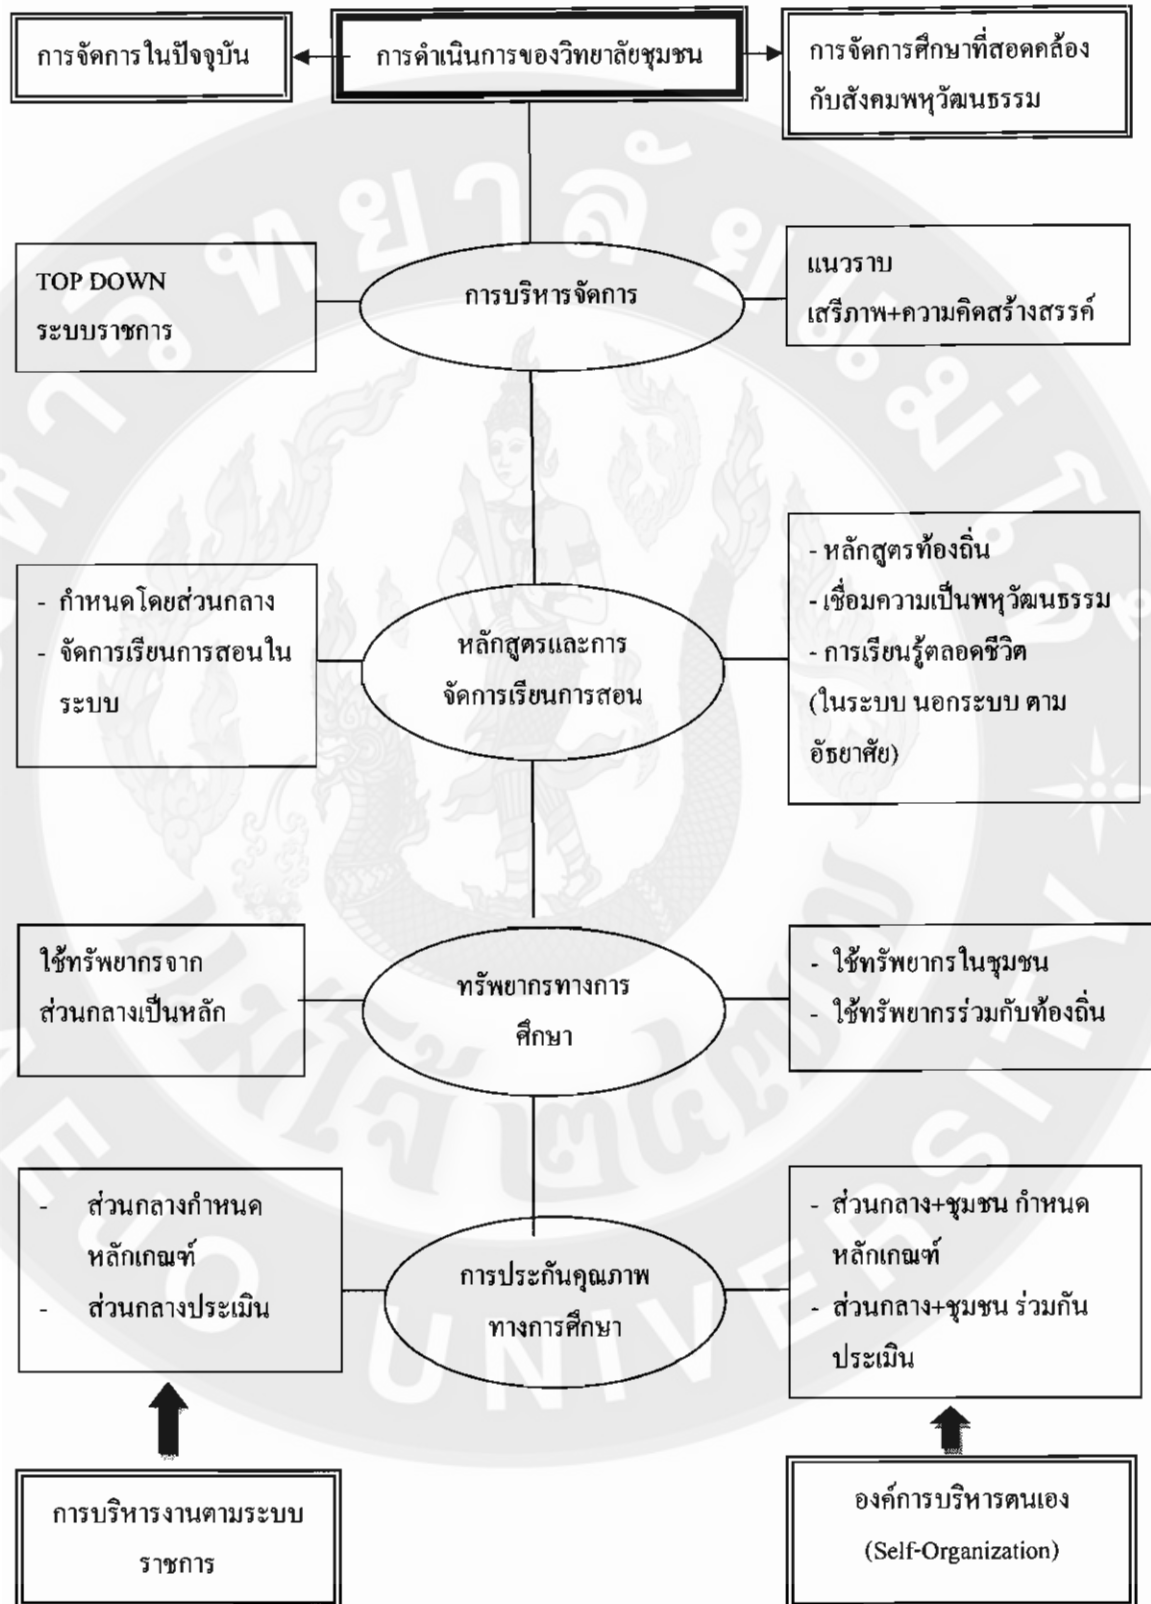 การจัดการในปัจจุบัน
การดำเนินการของวิทยาลัยชุมชน
การจัดการศึกษาที่สอดคล้อง
กับสังคมพหุวัฒนธรรม
TOP DOWN
ระบบราชการ
การบริหารจัดการ
แนวราบ
เสรีภาพ+ความคิดสร้างสรรค์
- กำหนดโดยส่วนกลาง
- จัดการเรียนการสอนใน
ระบบ
หลักสูตรและการ
จัดการเรียนการสอน
- หลักสูตรท้องถิ่น
- เชื่อมความเป็นพหุวัฒนธรรม
- การเรียนรู้ตลอดชีวิต
(ในระบบ นอกระบบ ตาม
อัธยาศัย)
ใช้ทรัพยากรจาก
ส่วนกลางเป็นหลัก
ทรัพยากรทางการ
ศึกษา
- ใช้ทรัพยากรในชุมชน
- ใช้ทรัพยากรร่วมกับท้องถิ่น
- ส่วนกลางกำหนด
หลักเกณฑ์
- ส่วนกลางประเมิน
การประกันคุณภาพ
ทางการศึกษา
- ส่วนกลาง+ชุมชน กำหนด
หลักเกณฑ์
- ส่วนกลาง+ชุมชน ร่วมกัน
ประเมิน
การบริหารงานตามระบบ
ราชการ
องค์การบริหารตนเอง
(Self-Organization)
มหาวิทยาลัยแม่โจ้
แม่โจ้ ๒๔๗๗
MAEJO UNIVERSITY